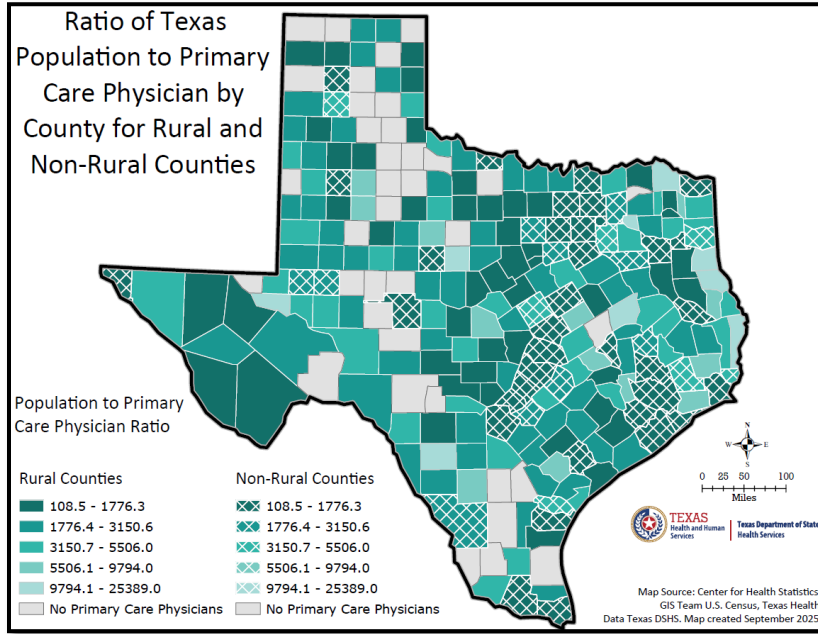 Ratio of Texas
Population to Primary
Care Physician by
County for Rural and
Non-Rural Counties
Population to Primary
Care Physician Ratio
Rural Counties
108.5 - 1776.3
1776.4 - 3150.6
3150.7 - 5506.0
5506.1 - 9794.0
9794.1 - 25389.0
No Primary Care Physicians
Non-Rural Counties
108.5 - 1776.3
1776.4 - 3150.6
3150.7 - 5506.0
5506.1 - 9794.0
9794.1 - 25389.0
No Primary Care Physicians
N
W E
S
0 25 50 100
Miles
TEXAS
Health and Human
Services
Texas Department of State
Health Services
Map Source: Center for Health Statistics
GIS Team U.S. Census, Texas Health
Data Texas DSHS. Map created September 2025